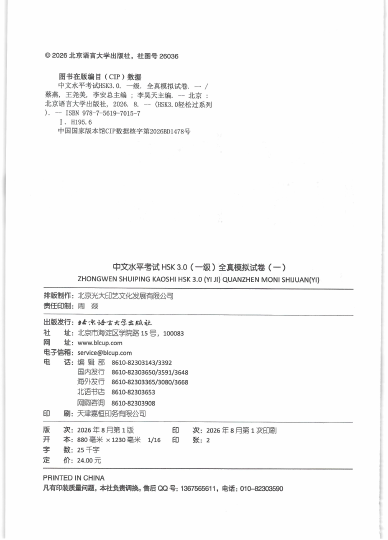 © 2026 北京语言大学出版社，社图号 26036
图书在版编目（CIP）数据
中文水平考试HSK3.0. 一级. 全真模拟试卷. 一 /
蔡燕, 王尧美, 李安总主编 ; 李昊天主编. -- 北京 :
北京语言大学出版社, 2026. 8. -- （HSK3.0轻松过系列
）. -- ISBN 978-7-5619-7015-7
Ⅰ. H195.6
中国国家版本馆CIP数据核字第2026BD1478号
中文水平考试 HSK 3.0（一级）全真模拟试卷（一）
ZHONGWEN SHUIPING KAOSHI HSK 3.0 (YI JI) QUANZHEN MONI SHIJUAN(YI)
排版制作： 北京光大印艺文化发展有限公司
责任印制： 周 燚
出版发行： 北京语言大学出版社
社 址： 北京市海淀区学院路 15 号，100083
网 址： www.blcup.com
电子信箱： service@blcup.com
电 话： 编 辑 部 8610-82303143/3392
国内发行 8610-82303650/3591/3648
海外发行 8610-82303365/3080/3668
北语书店 8610-82303653
网购咨询 8610-82303908
印 刷： 天津嘉恒印务有限公司
版 次： 2026 年 8 月第 1 版 印 次： 2026 年 8 月第 1 次印刷
开 本： 880 毫米 × 1230 毫米 1/16 印 张： 2
字 数： 25 千字
定 价： 24.00 元
PRINTED IN CHINA
凡有印装质量问题，本社负责调换。售后 QQ 号：1367565611，电话：010-82303590